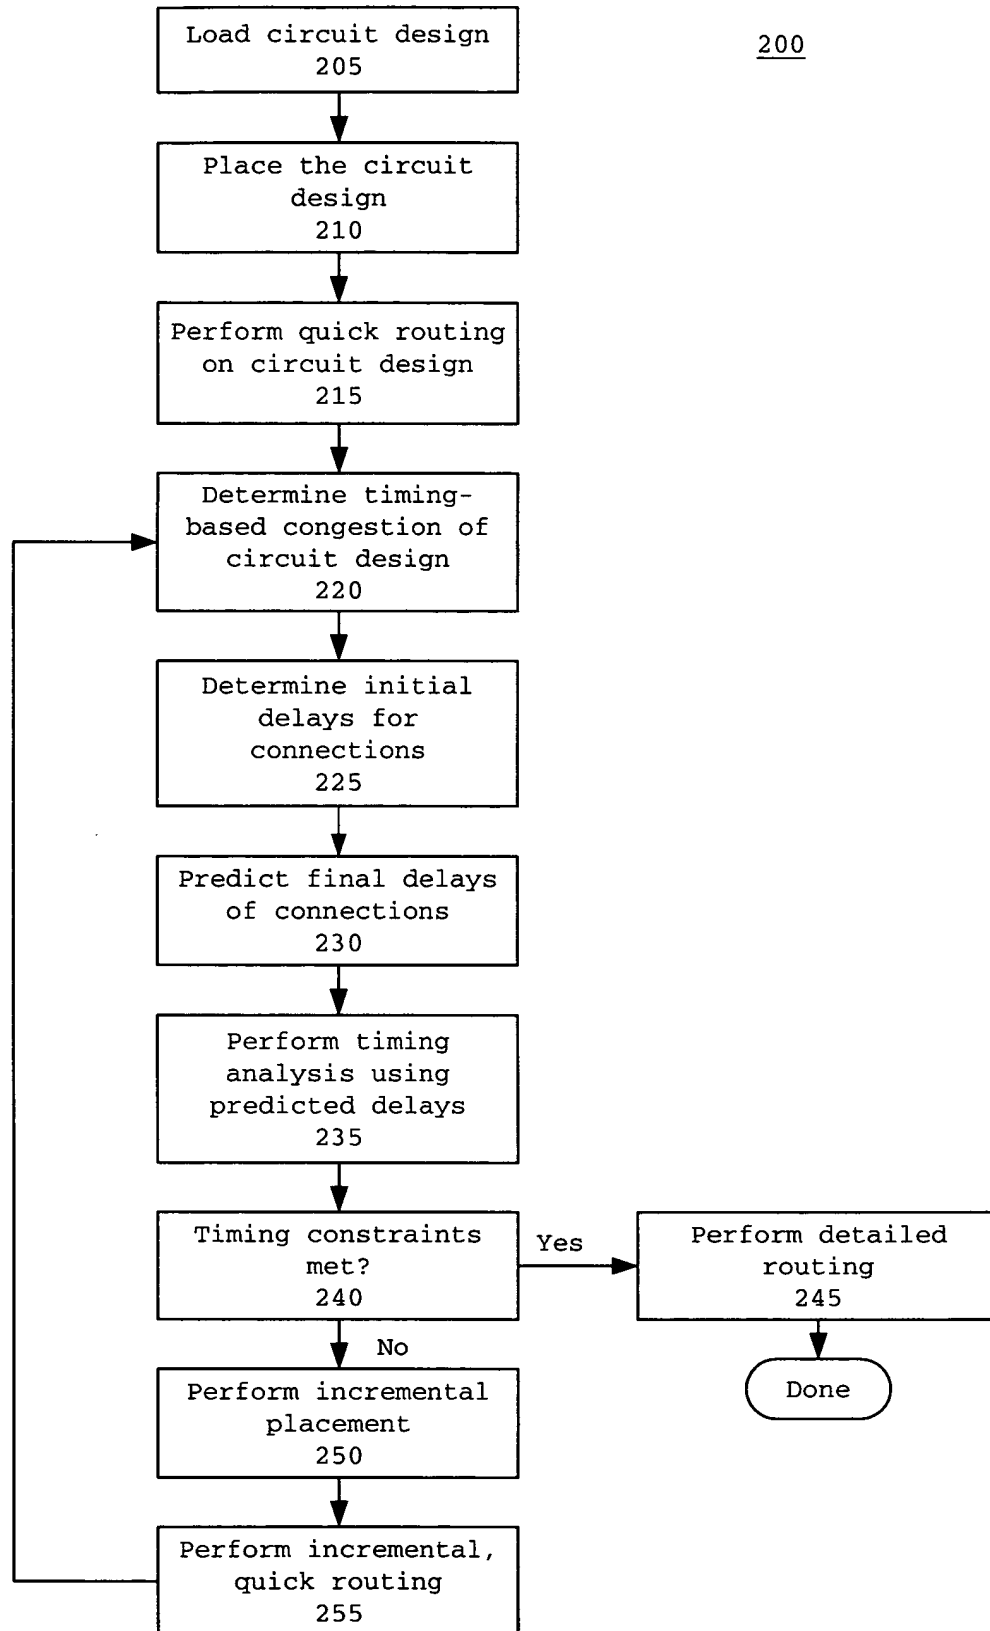 200
Load circuit design
205
Place the circuit
design
210
Perform quick routing
on circuit design
215
Determine timing-
based congestion of
circuit design
220
Determine initial
delays for
connections
225
Predict final delays
of connections
230
Perform timing
analysis using
predicted delays
235
Timing constraints
met?
240
Yes
Perform detailed
routing
245
No
Done
Perform incremental
placement
250
Perform incremental,
quick routing
255